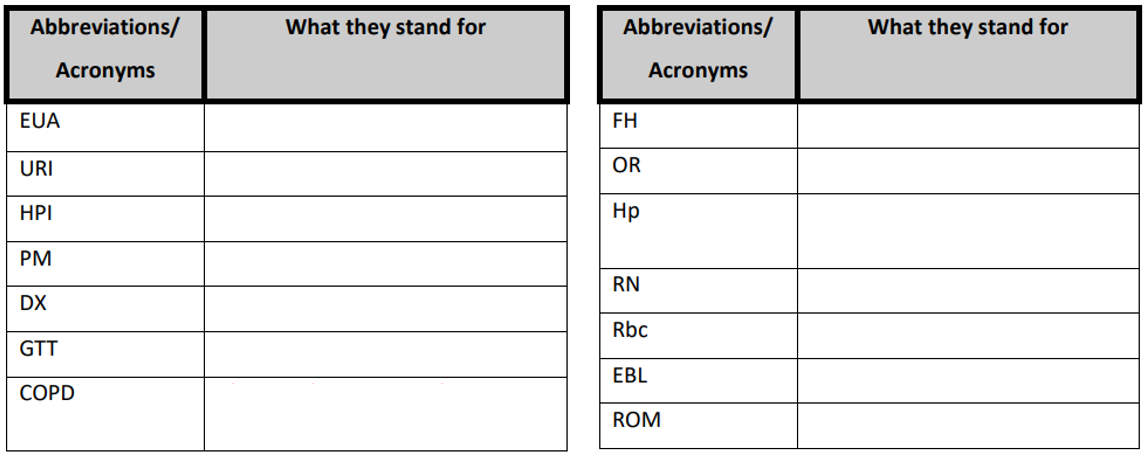 Abbreviations/
Acronyms
What they stand for
EUA
URI
HPI
PM
DX
GTT
COPD
Abbreviations/
Acronyms
What they stand for
FH
OR
Hp
RN
Rbc
EBL
ROM